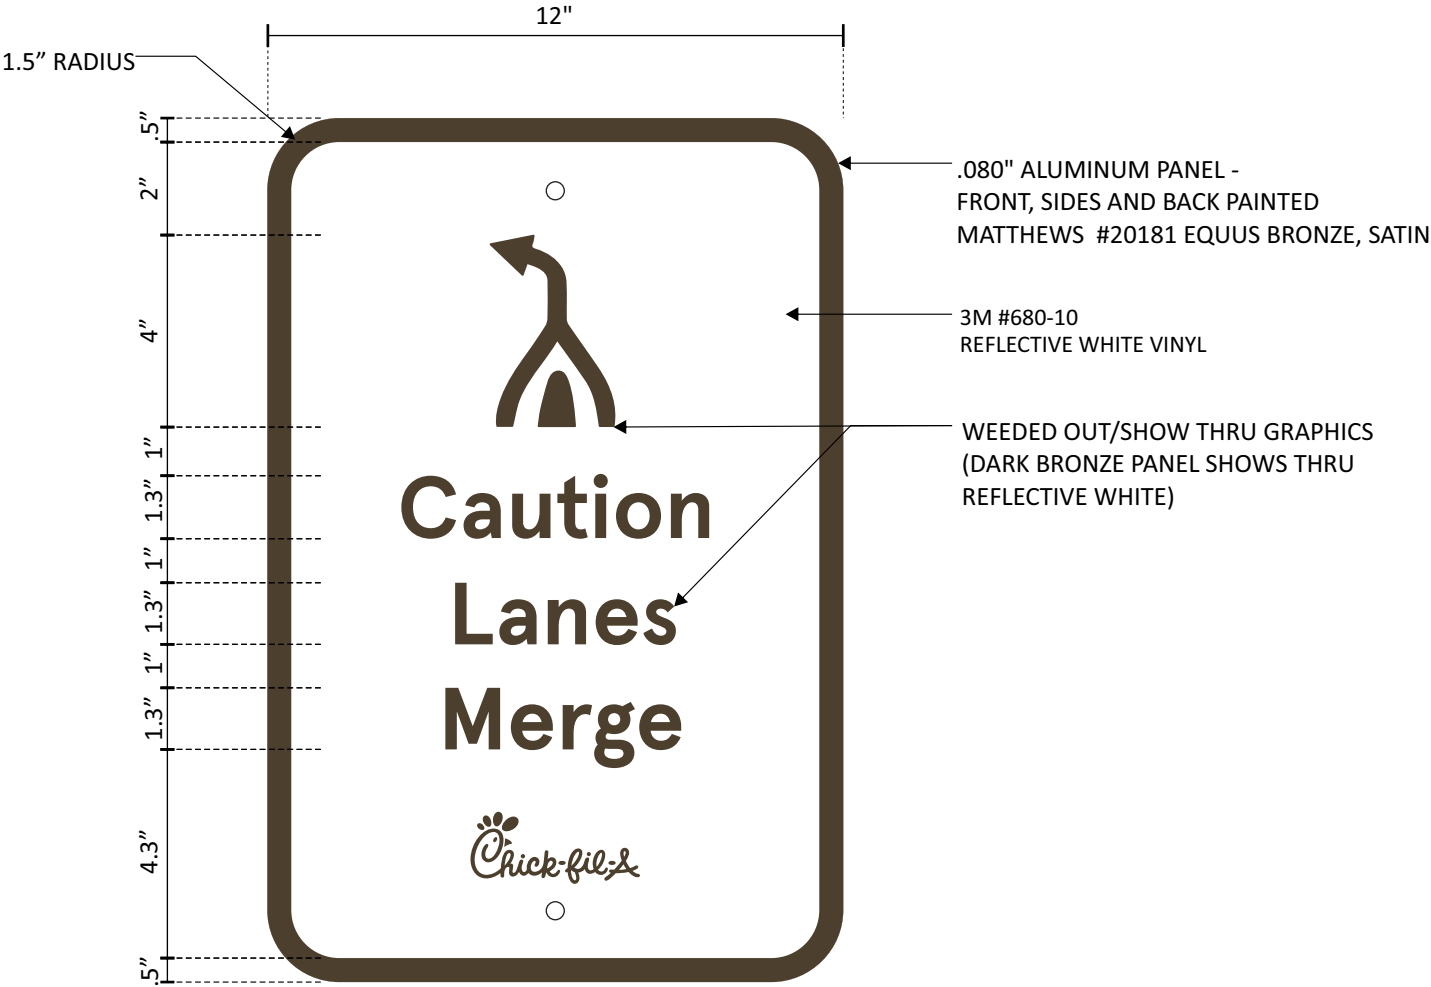 12"
1.5” RADIUS
.5”
2”
4”
1”
1.3”
1”
1.3”
1”
1.3”
4.3”
.5”
Caution
Lanes
Merge
Chick-fil-A
.080" ALUMINUM PANEL -
FRONT, SIDES AND BACK PAINTED
MATTHEWS #20181 EQUUS BRONZE, SATIN
3M #680-10
REFLECTIVE WHITE VINYL
WEEDED OUT/SHOW THRU GRAPHICS
(DARK BRONZE PANEL SHOWS THRU
REFLECTIVE WHITE)